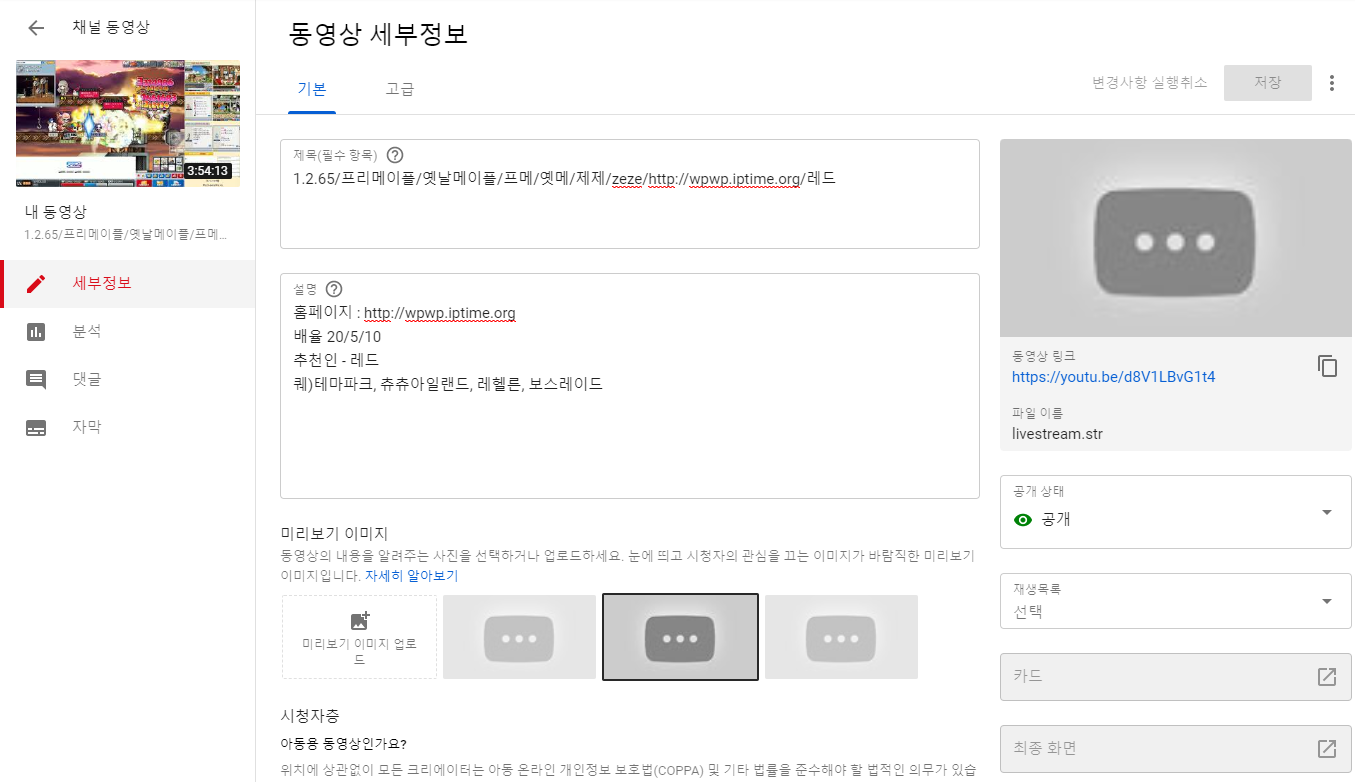 채널 동영상
3:54:13
내 동영상
1.2.65/프리메이플/옛날메이플/프메...
세부정보
분석
댓글
자막
동영상 세부정보
기본
고급
변경사항 실행취소
저장
제목(필수 항목)
1.2.65/프리메이플/옛날메이플/프메/옛메/제제/zeze/http://wpwp.iptime.org/레드
설명
홈페이지 : http://wpwp.iptime.org
배율 20/5/10
추천인 - 레드
퀘)테마파크, 츄츄아일랜드, 레헬른, 보스레이드
미리보기 이미지
동영상의 내용을 알려주는 사진을 선택하거나 업로드하세요. 눈에 띄고 시청자의 관심을 끄는 이미지가 바람직한 미리보기
이미지입니다. 자세히 알아보기
미리보기 이미지 업로
드
시청자층
아동용 동영상인가요?
위치에 상관없이 모든 크리에이터는 아동 온라인 개인정보 보호법(COPPA) 및 기타 법률을 준수해야 할 법적인 의무가 있습
동영상 링크
https://youtu.be/d8V1LBvG1t4
파일 이름
livestream.str
공개 상태
공개
재생목록
선택
카드
최종 화면